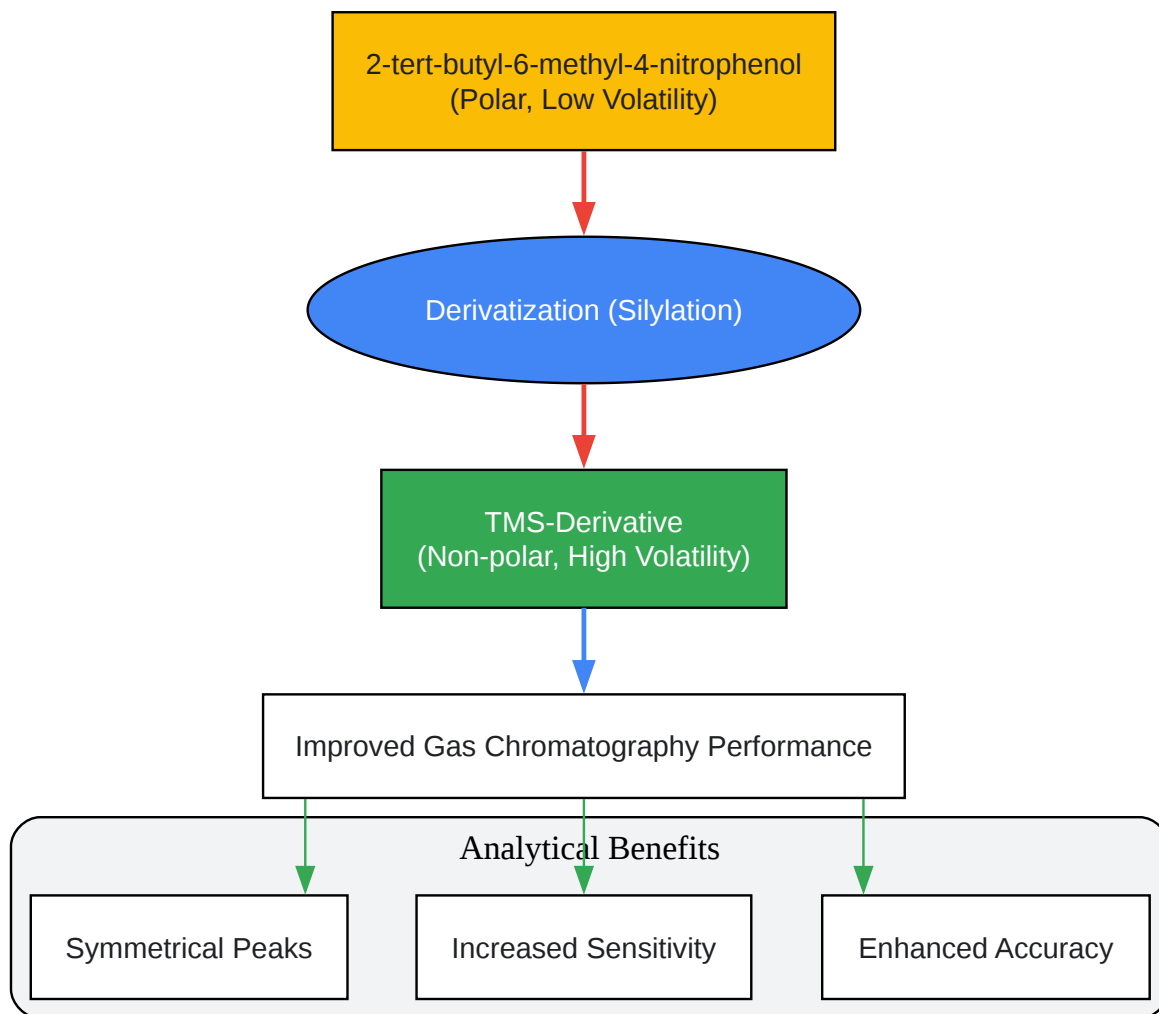 2-tert-butyl-6-methyl-4-nitrophenol
(Polar, Low Volatility)
Derivatization (Silylation)
TMS-Derivative
(Non-polar, High Volatility)
Improved Gas Chromatography Performance
Analytical Benefits
Symmetrical Peaks
Increased Sensitivity
Enhanced Accuracy